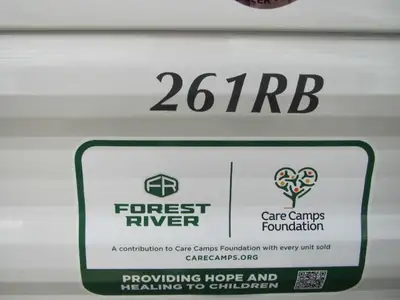 261RB
FR
FOREST
RIVER
Care Camps
Foundation
A contribution to Care Camps Foundation with every unit sold
CARECAMPS.ORG
PROVIDING HOPE AND
HEALING TO CHILDREN